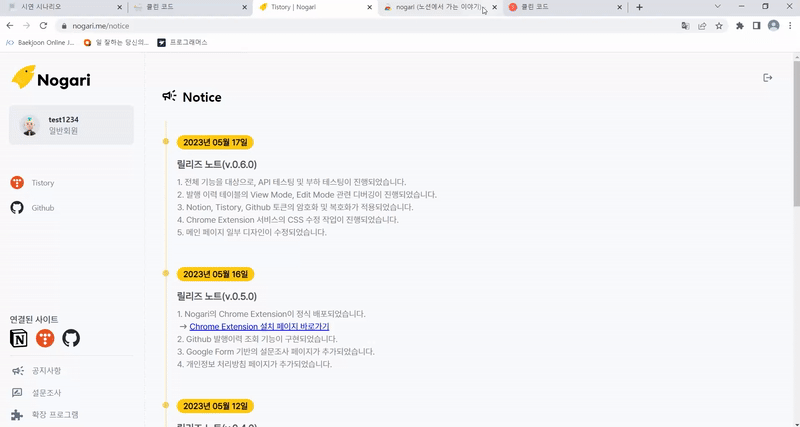 시연 시나리오
클린 코드
Tistory | Nogari
nogari (노션에서 가는 이야기)
클린 코드
nogari.me/notice
Baekjoon Online J...
일 잘하는 당신의...
프로그래머스
Nogari
test1234
일반회원
Tistory
Github
연결된 사이트
공지사항
설문조사
확장 프로그램
Notice
2023년 05월 17일
릴리즈 노트(v.0.6.0)
1. 전체 기능을 대상으로, API 테스팅 및 부하 테스팅이 진행되었습니다.
2. 발행 이력 테이블의 View Mode, Edit Mode 관련 디버깅이 진행되었습니다.
3. Notion, Tistory, Github 토큰의 암호화 및 복호화가 적용되었습니다.
4. Chrome Extension 서비스의 CSS 수정 작업이 진행되었습니다.
5. 메인 페이지 일부 디자인이 수정되었습니다.
2023년 05월 16일
릴리즈 노트(v.0.5.0)
1. Nogari의 Chrome Extension이 정식 배포되었습니다.
→ Chrome Extension 설치 페이지 바로가기
2. Github 발행이력 조회 기능이 구현되었습니다.
3. Google Form 기반의 설문조사 페이지가 추가되었습니다.
4. 개인정보 처리방침 페이지가 추가되었습니다.
2023년 05월 12일